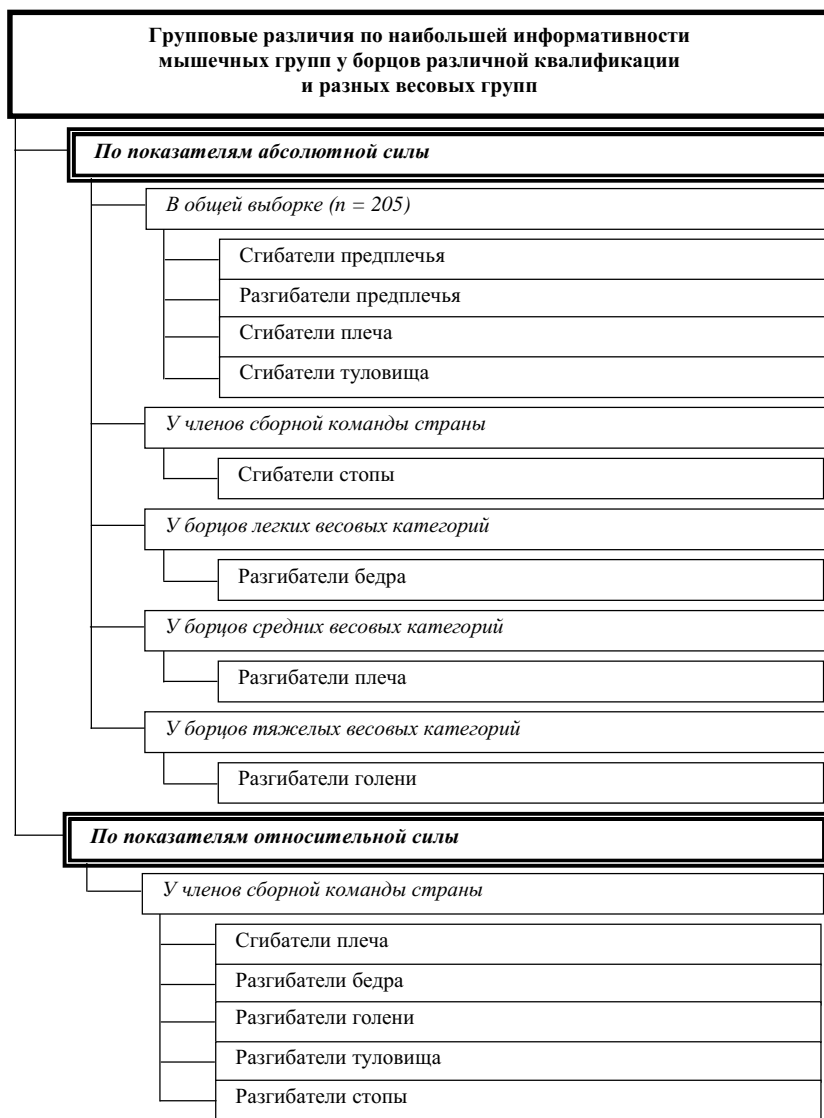 Групповые различия по наибольшей информативности
мышечных групп у борцов различной квалификации
и разных весовых групп
По показателям абсолютной силы
В общей выборке (n = 205)
Сгибатели предплечья
Разгибатели предплечья
Сгибатели плеча
Сгибатели туловища
У членов сборной команды страны
Сгибатели стопы
У борцов легких весовых категорий
Разгибатели бедра
У борцов средних весовых категорий
Разгибатели плеча
У борцов тяжелых весовых категорий
Разгибатели голени
По показателям относительной силы
У членов сборной команды страны
Сгибатели плеча
Разгибатели бедра
Разгибатели голени
Разгибатели туловища
Разгибатели стопы